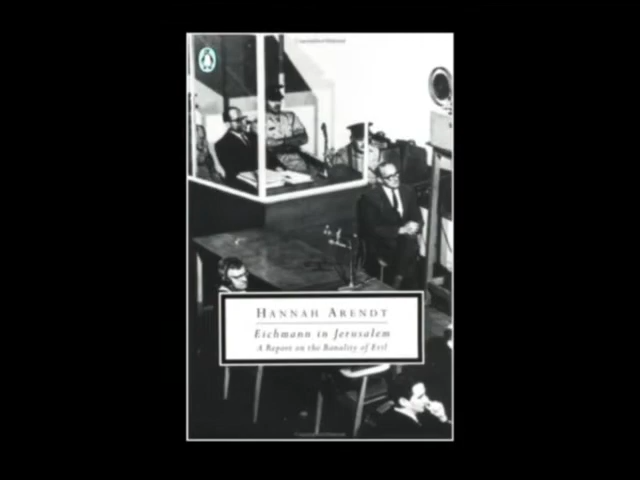 HANNAH ARENDT
Eichmann in Jerusalem
A Report on the Banality of Evil